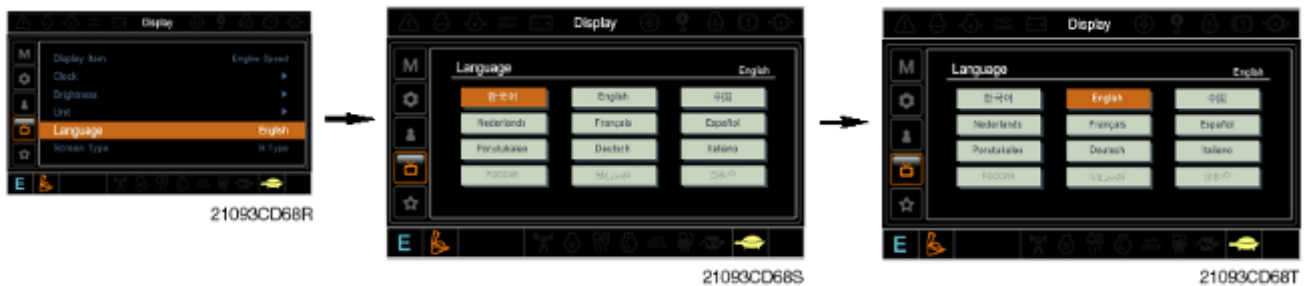 Display
M
Display Item Engine Speed
Clock
Brightness
Unit
Language English
Screen Type H Type
E
21093CD68R
Display
M
Language English
한국어 English 中国
Nederlands Français Español
Deutsch Italiano
E
21093CD68S
Display
M
Language English
한국어 English 中国
Nederlands Français Español
Deutsch Italiano
E
21093CD68T